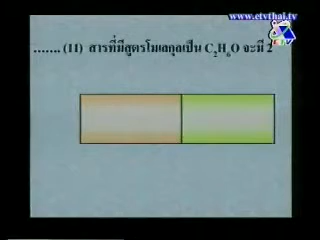 www.etvthai.tv
ETV
....... (11) สารที่มีสูตรโมเลกุลเป็น C₂H₆O จะมี 2